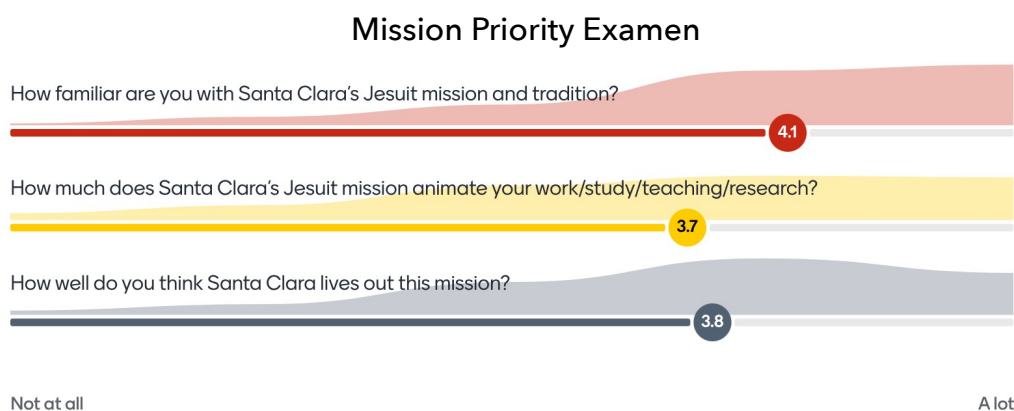 Mission Priority Examen
How familiar are you with Santa Clara's Jesuit mission and tradition?
4.1
How much does Santa Clara's Jesuit mission animate your work/study/teaching/research?
3.7
How well do you think Santa Clara lives out this mission?
3.8
Not at all
A lot